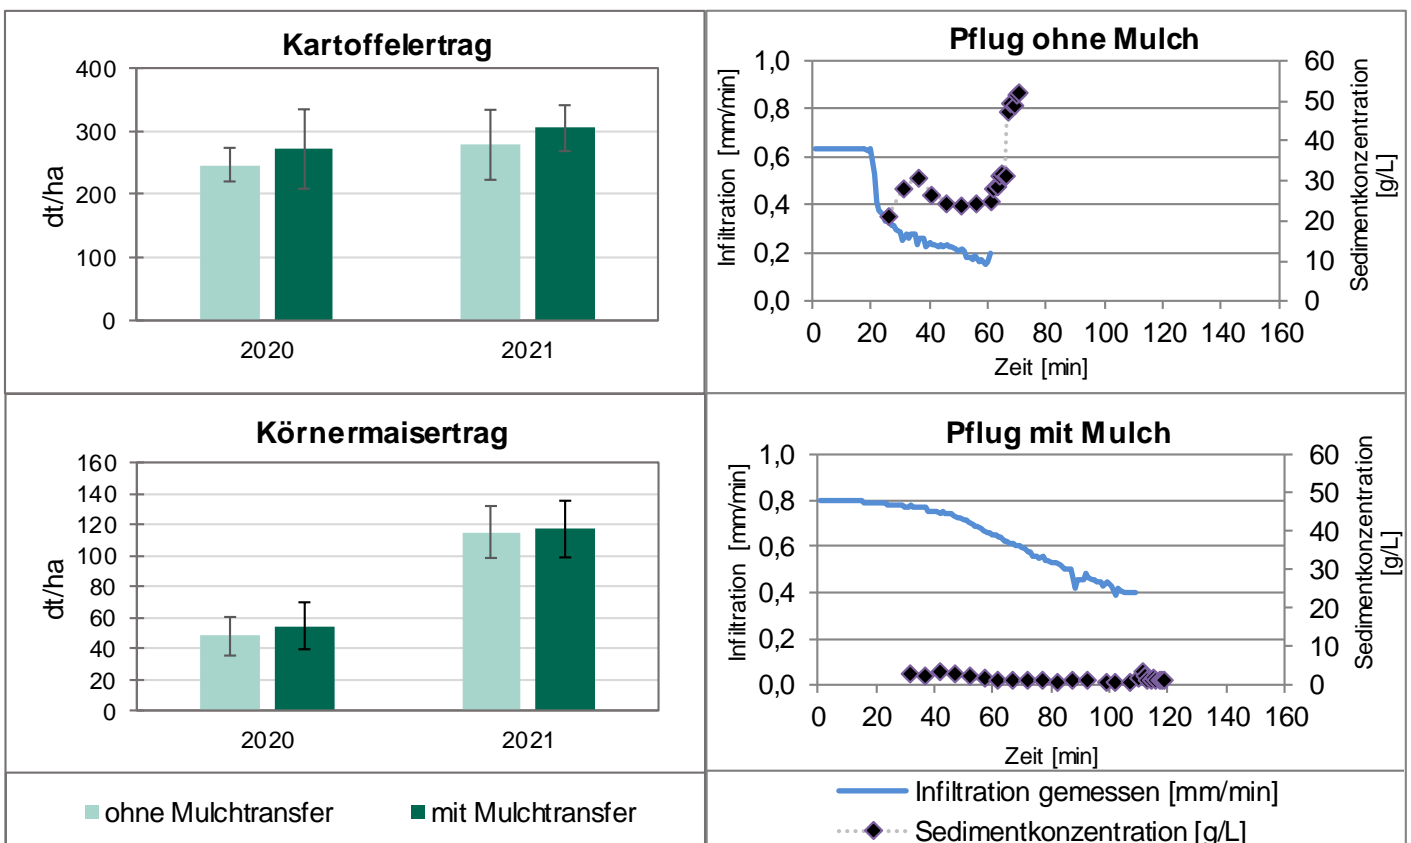 Kartoffelertrag
400
300
200
100
0
dt/ha
2020 2021
Pflug ohne Mulch
1,0
0,8
0,6
0,4
0,2
0,0
Infiltration [mm/min]
60
50
40
30
20
10
0
Sedimentkonzentration
[g/L]
0 20 40 60 80 100 120 140 160
Zeit [min]
Körnermaisertrag
160
140
120
100
80
60
40
20
0
dt/ha
2020 2021
Pflug mit Mulch
1,0
0,8
0,6
0,4
0,2
0,0
Infiltration [mm/min]
60
50
40
30
20
10
0
Sedimentkonzentration
[g/L]
0 20 40 60 80 100 120 140 160
Zeit [min]
ohne Mulchtransfer mit Mulchtransfer
Infiltration gemessen [mm/min]
Sedimentkonzentration [g/L]